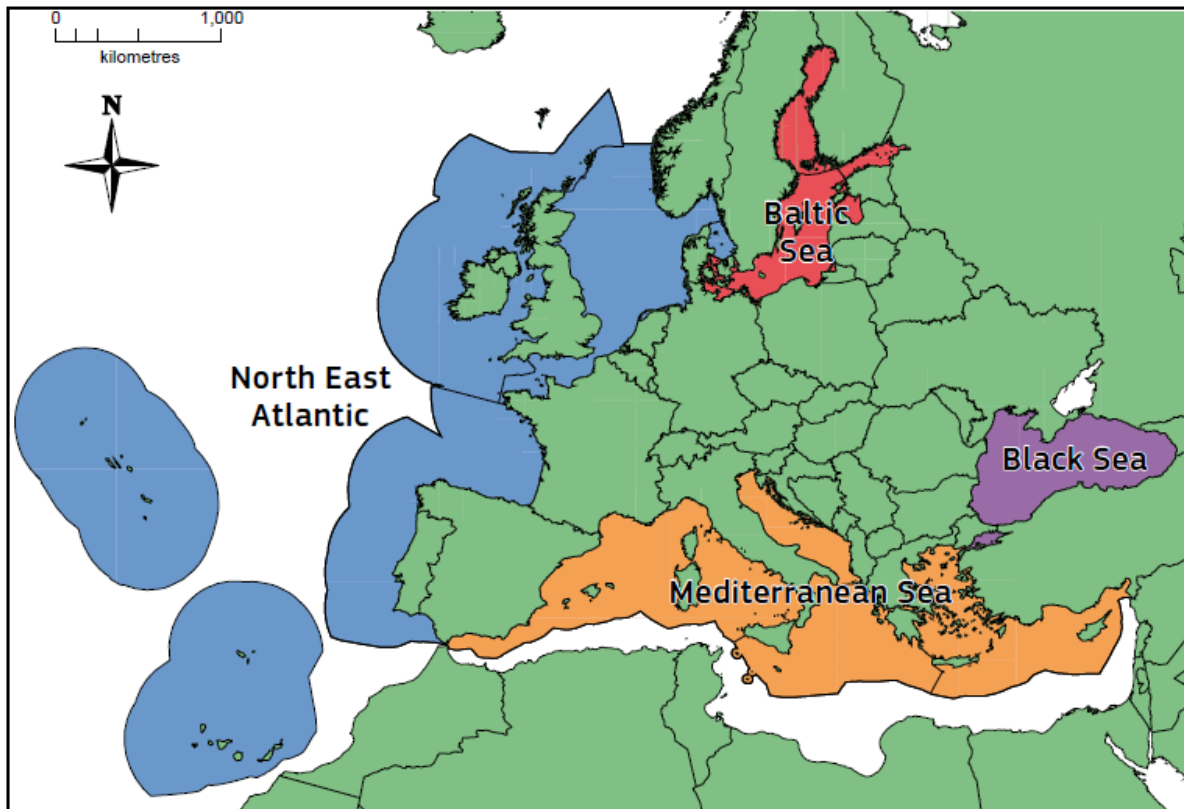 0 1,000
kilometres
N
Baltic
Sea
North East
Atlantic
Black Sea
Mediterranean Sea